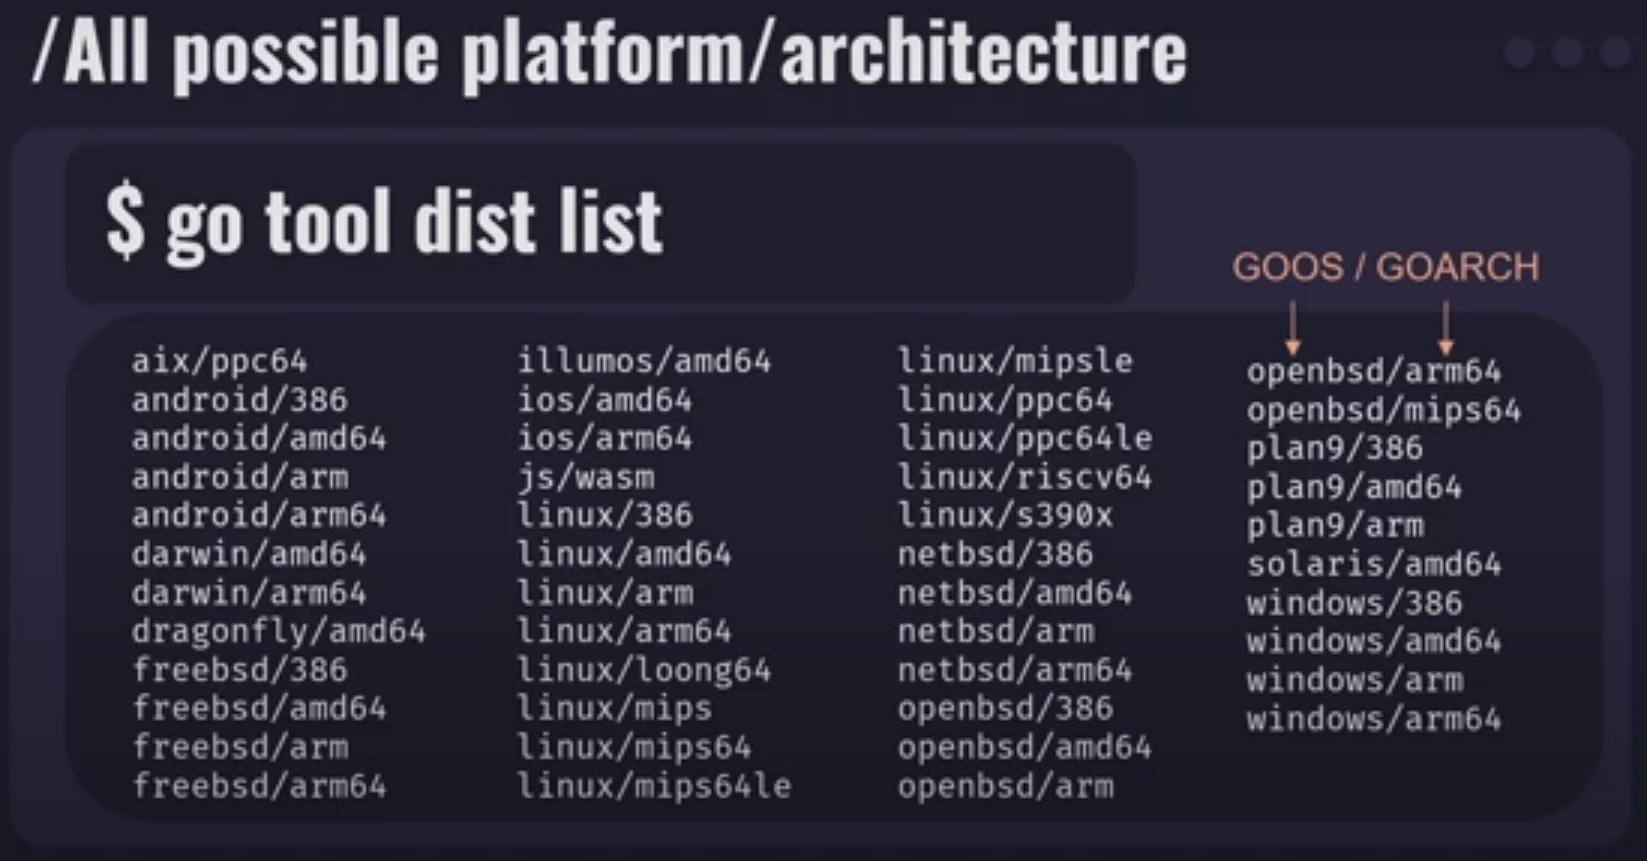 /All possible platform/architecture
$ go tool dist list
GOOS / GOARCH
aix/ppc64
android/386
android/amd64
android/arm
android/arm64
darwin/amd64
darwin/arm64
dragonfly/amd64
freebsd/386
freebsd/amd64
freebsd/arm
freebsd/arm64
illumos/amd64
ios/amd64
ios/arm64
js/wasm
linux/386
linux/amd64
linux/arm
linux/arm64
linux/loong64
linux/mips
linux/mips64
linux/mips64le
linux/mipsle
linux/ppc64
linux/ppc64le
linux/riscv64
linux/s390x
netbsd/386
netbsd/amd64
netbsd/arm
netbsd/arm64
openbsd/386
openbsd/amd64
openbsd/arm
openbsd/arm64
openbsd/mips64
plan9/386
plan9/amd64
plan9/arm
solaris/amd64
windows/386
windows/amd64
windows/arm
windows/arm64